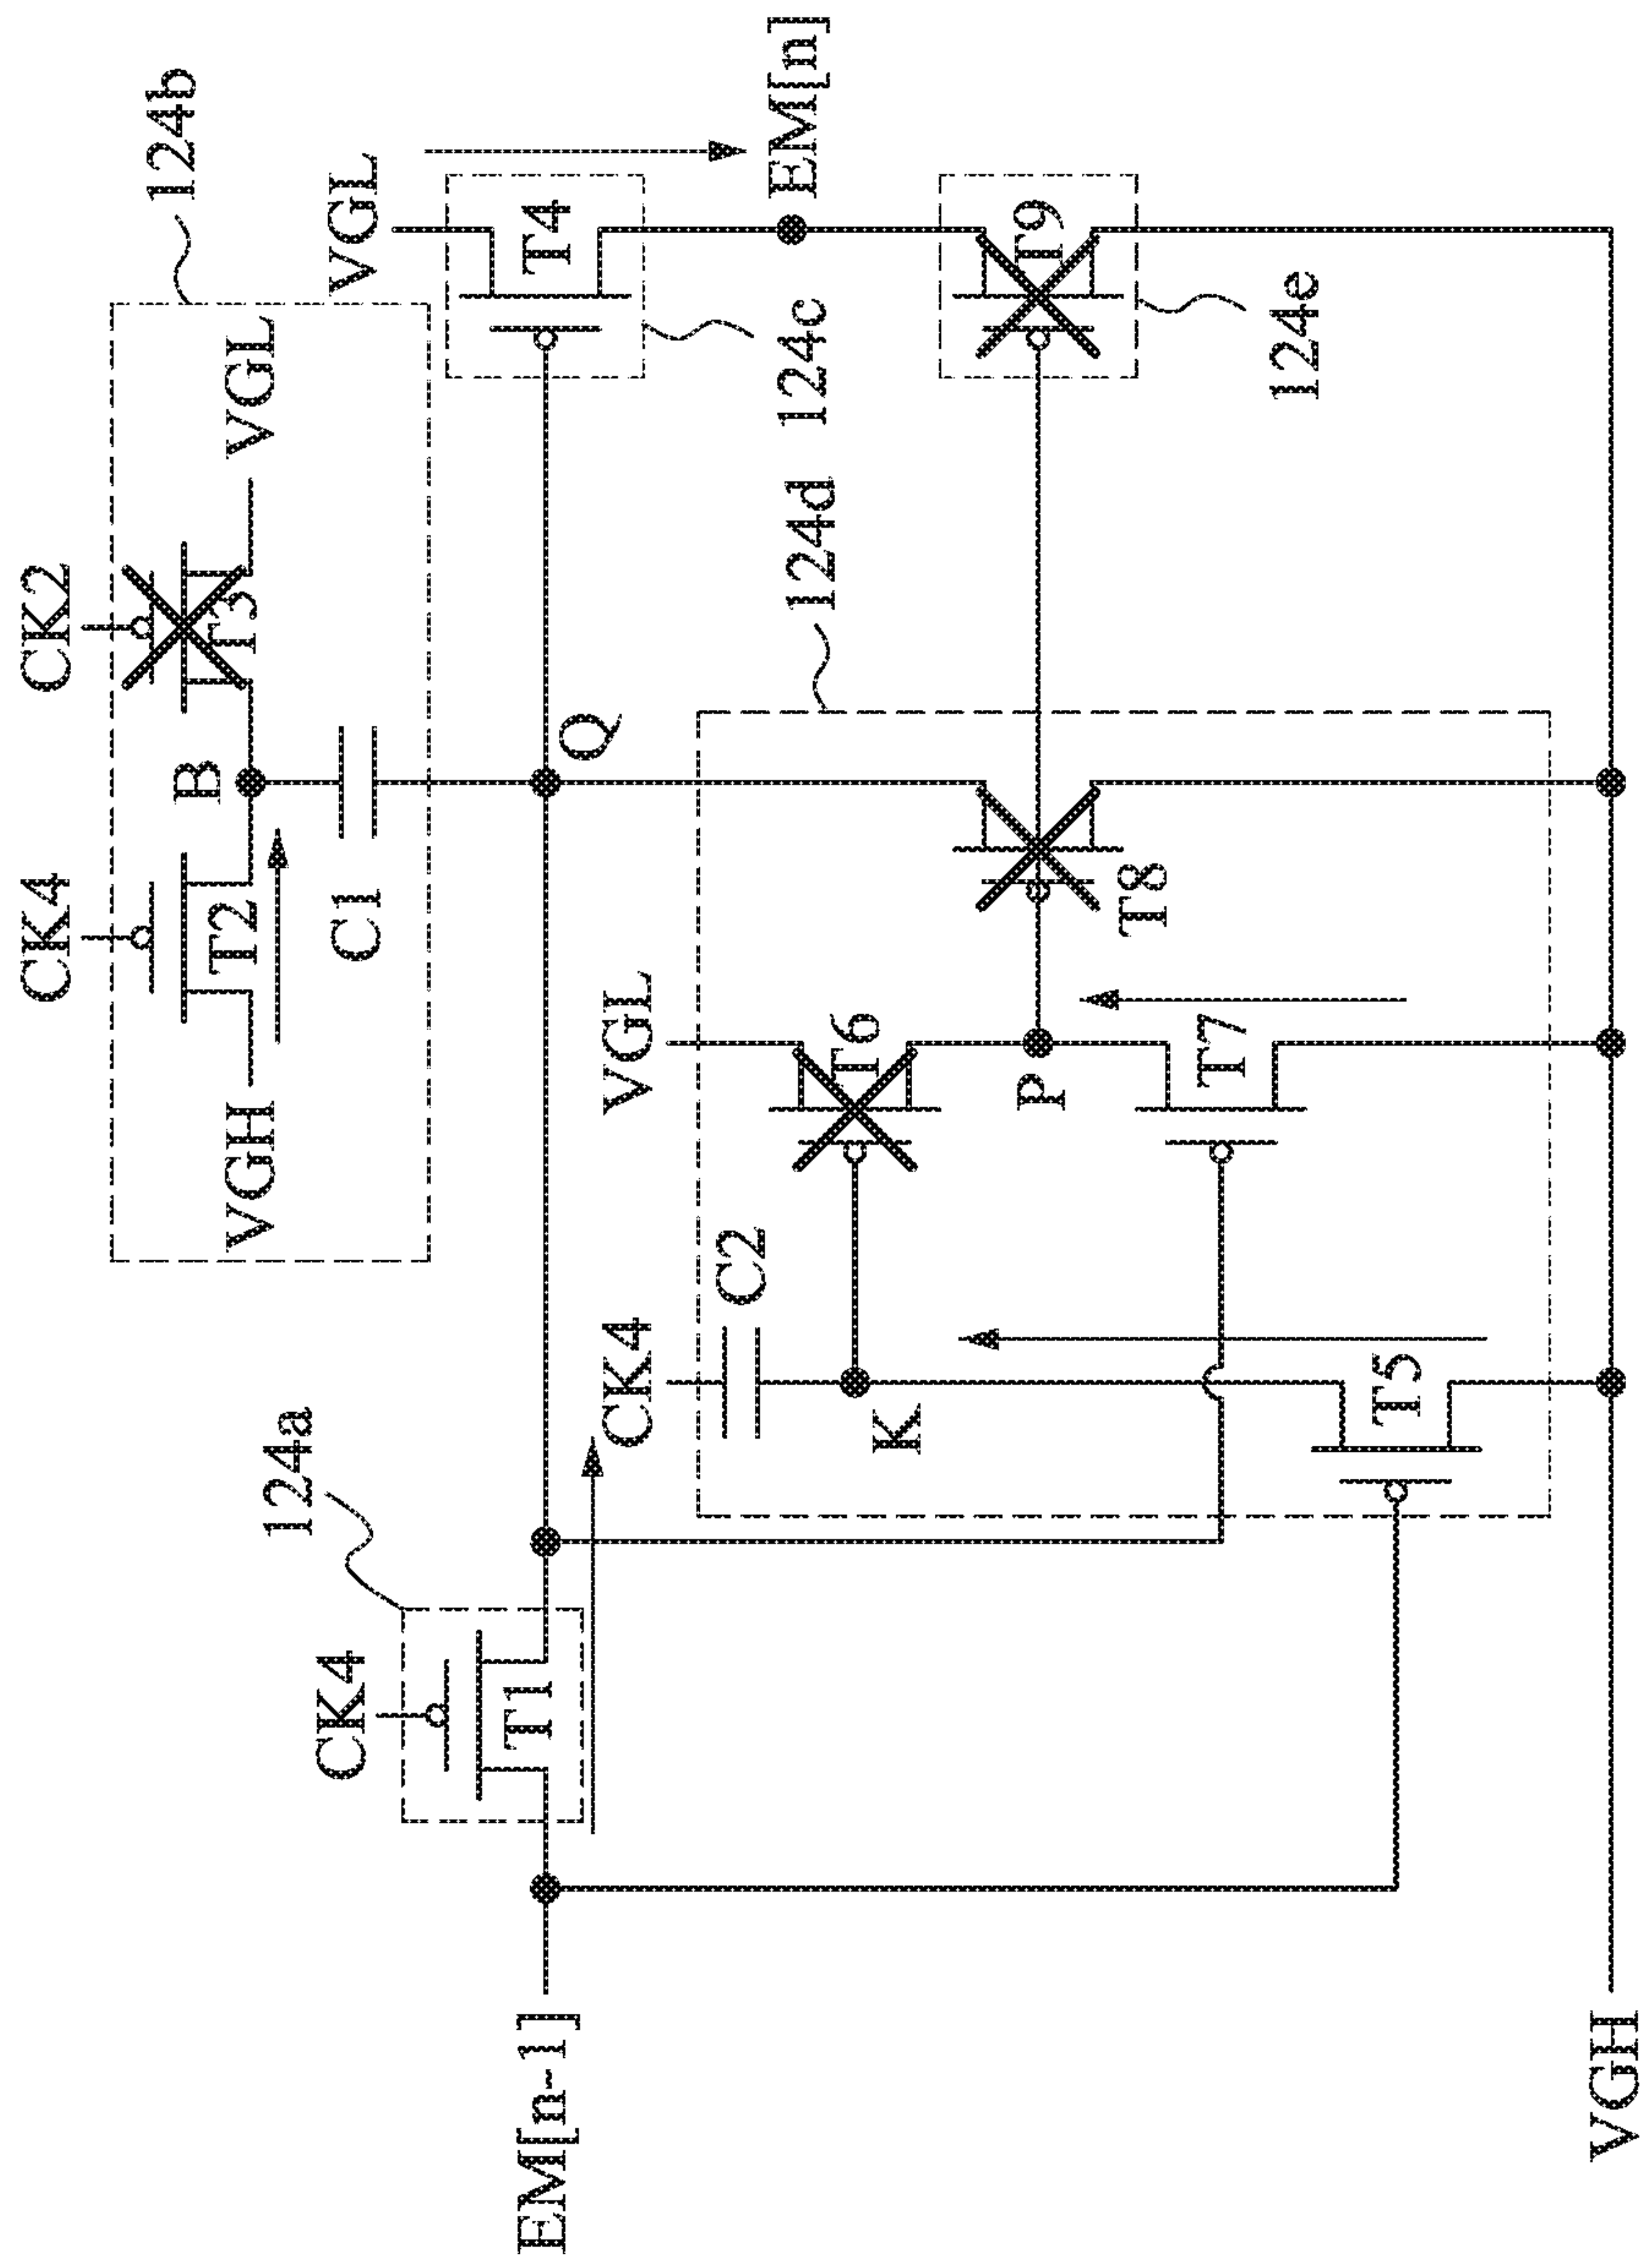 CK4
CK2
124b
VGH
T2
B
T3
VGL
C1
VGL
T4
124c
EM[n]
124a
CK4
T1
EM[n-1]
Q
CK4
C2
VGL
124d
K
T6
P
T8
T9
124e
T7
T5
VGH